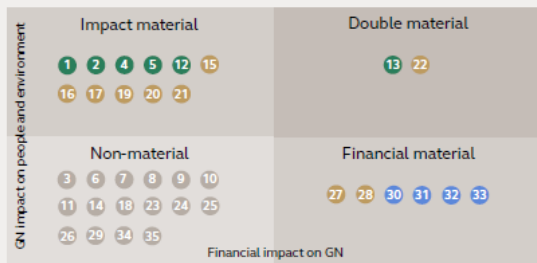 GN impact on people and environment
Impact material
1 2 4 5 12 15
16 17 19 20 21
Double material
13 22
Non-material
3 6 7 8 9 10
11 14 18 23 24 25
26 29 34 35
Financial material
27 28 30 31 32 33
Financial impact on GN